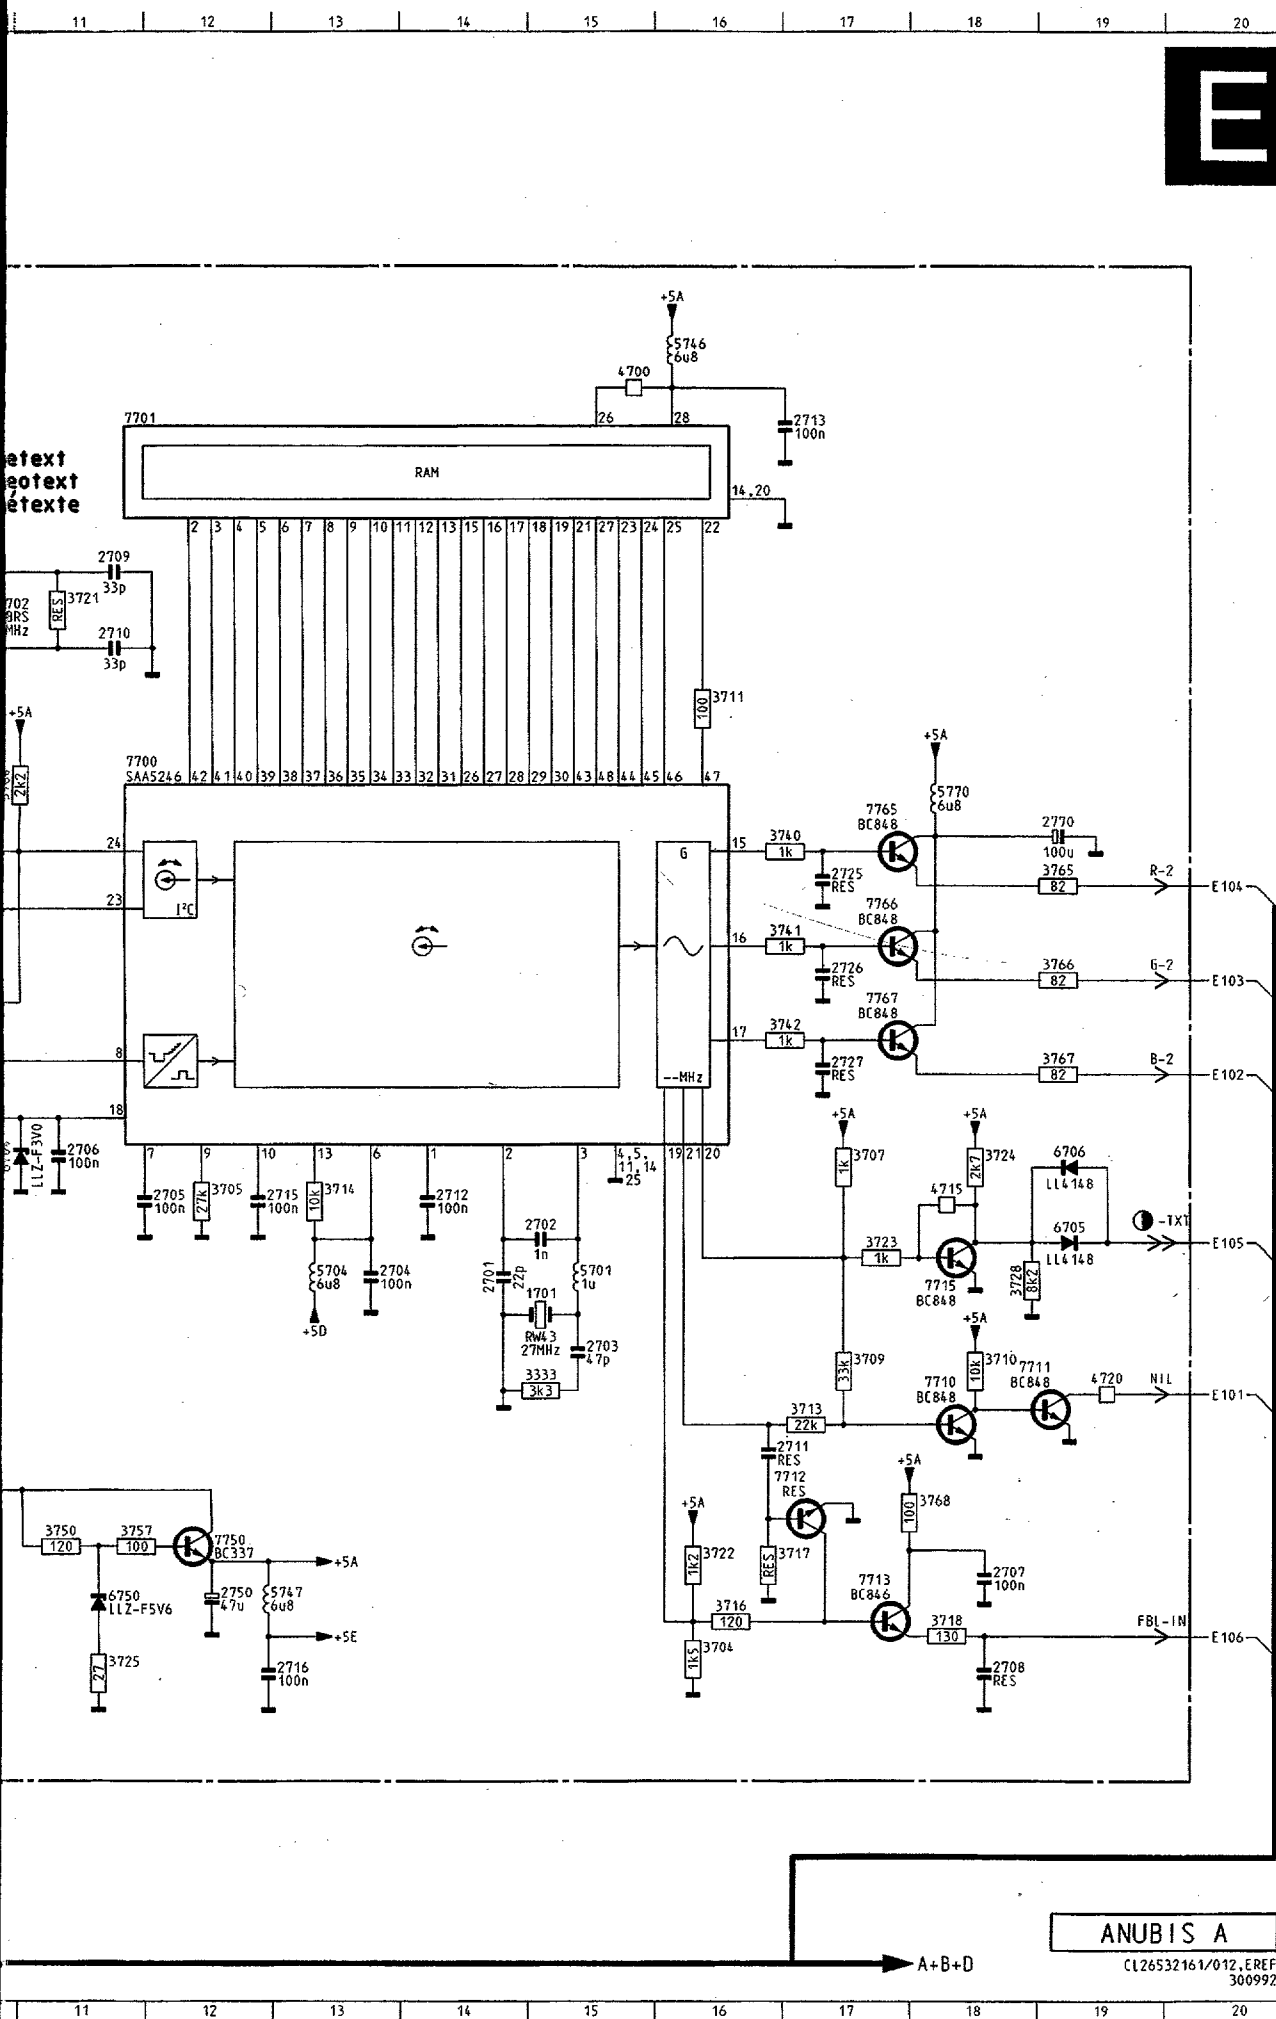 11 12 13 14 15 16 17 18 19 20
E
+5A
5746
6u8
4700
7701
26 28
2713
100n
etext
eotext
étexte
RAM
14,20
2 3 4 5 6 7 8 9 10 11 12 13 15 16 17 18 19 21 27 23 24 25 22
2709
33p
702
MHz
RES
3721
2710
33p
3711
100
+5A
2k2
7700
SAA5246
42 41 40 39 38 37 36 35 34 33 32 31 26 27 28 29 30 43 48 44 45 46 47
+5A
5770
6u8
7765
BC848
2770
100u
24
G
15
3740
1k
2725
RES
3765
82
R-2
E104
23
I²C
7766
BC848
16
3741
1k
2726
RES
3766
82
G-2
E103
7767
BC848
17
3742
1k
2727
RES
3767
82
B-2
E102
8
--MHz
18
LLZ-F3V0
2706
100n
7 9 10 13 6 1 2 3
4,5,
11,14
25
19 21 20
2705
100n
27k
3705
2715
100n
10k
3714
2712
100n
+5A
1k
3707
+5A
2k7
3724
4715
6706
LL4148
-TXT
6705
LL4148
E105
3723
1k
7715
BC848
3728
8k2
2702
1n
2701
22p
5701
1u
5704
6u8
2704
100n
+5D
1701
RW43
27MHz
2703
47p
3333
3k3
33k
3709
+5A
10k
3710
7710
BC848
7711
BC848
4720
NIL
E101
3713
22k
2711
RES
7712
RES
+5A
100
3768
3750
120
3757
100
7750
BC337
+5A
6750
LLZ-F5V6
2750
47u
5747
6u8
+5E
27
3725
2716
100n
+5A
1k2
3722
RES
3717
3716
120
1k5
3704
7713
BC846
2707
100n
3718
130
2708
RES
FBL-IN
E106
ANUBIS A
A+B+D
CL26532161/012,EREF
300992
11 12 13 14 15 16 17 18 19 20